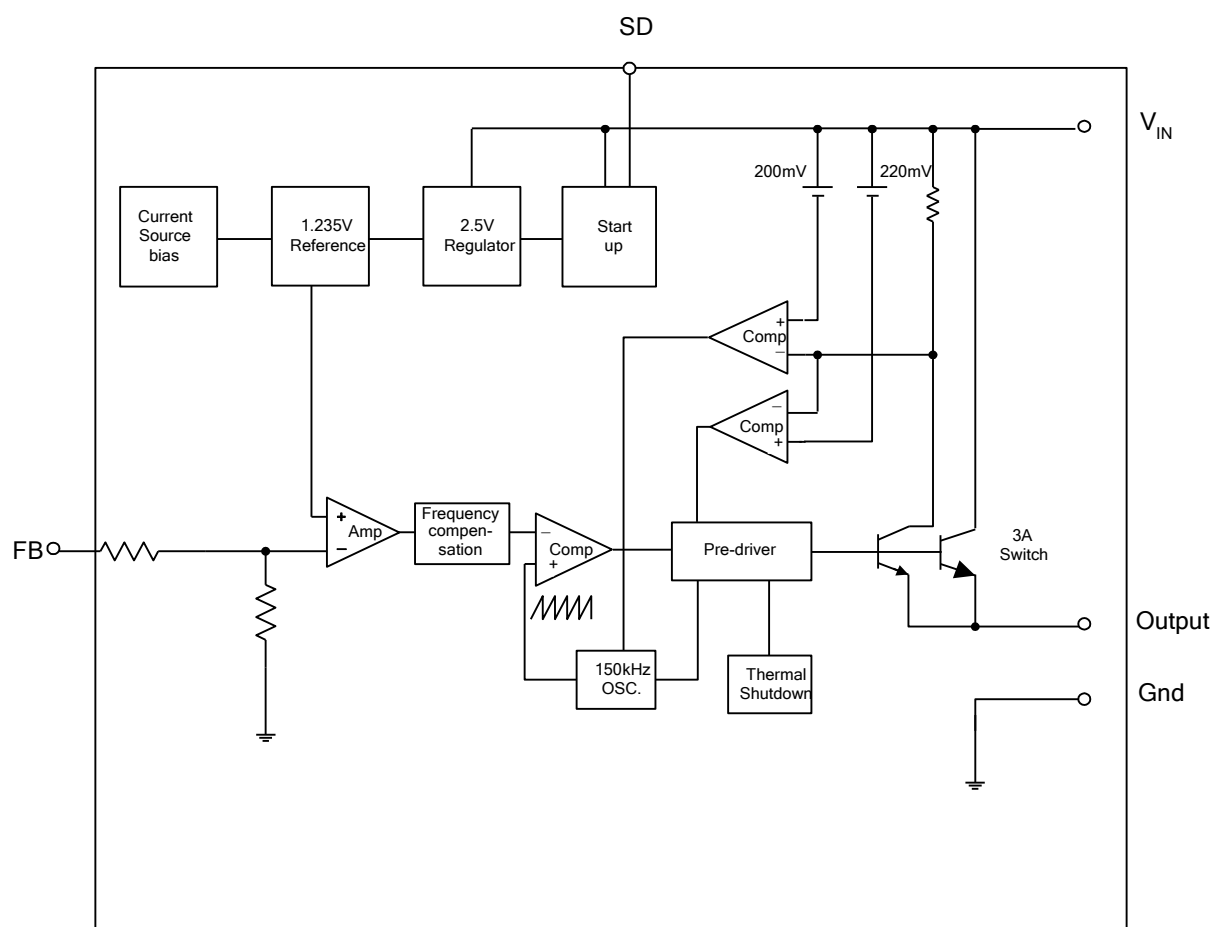 SD
V_IN
200mV
220mV
Current
Source
bias
1.235V
Reference
2.5V
Regulator
Start
up
+
Comp
−
−
Comp
+
FB
+
Amp
−
Frequency
compen-
sation
−
Comp
+
Pre-driver
3A
Switch
Output
150kHz
OSC.
Thermal
Shutdown
Gnd